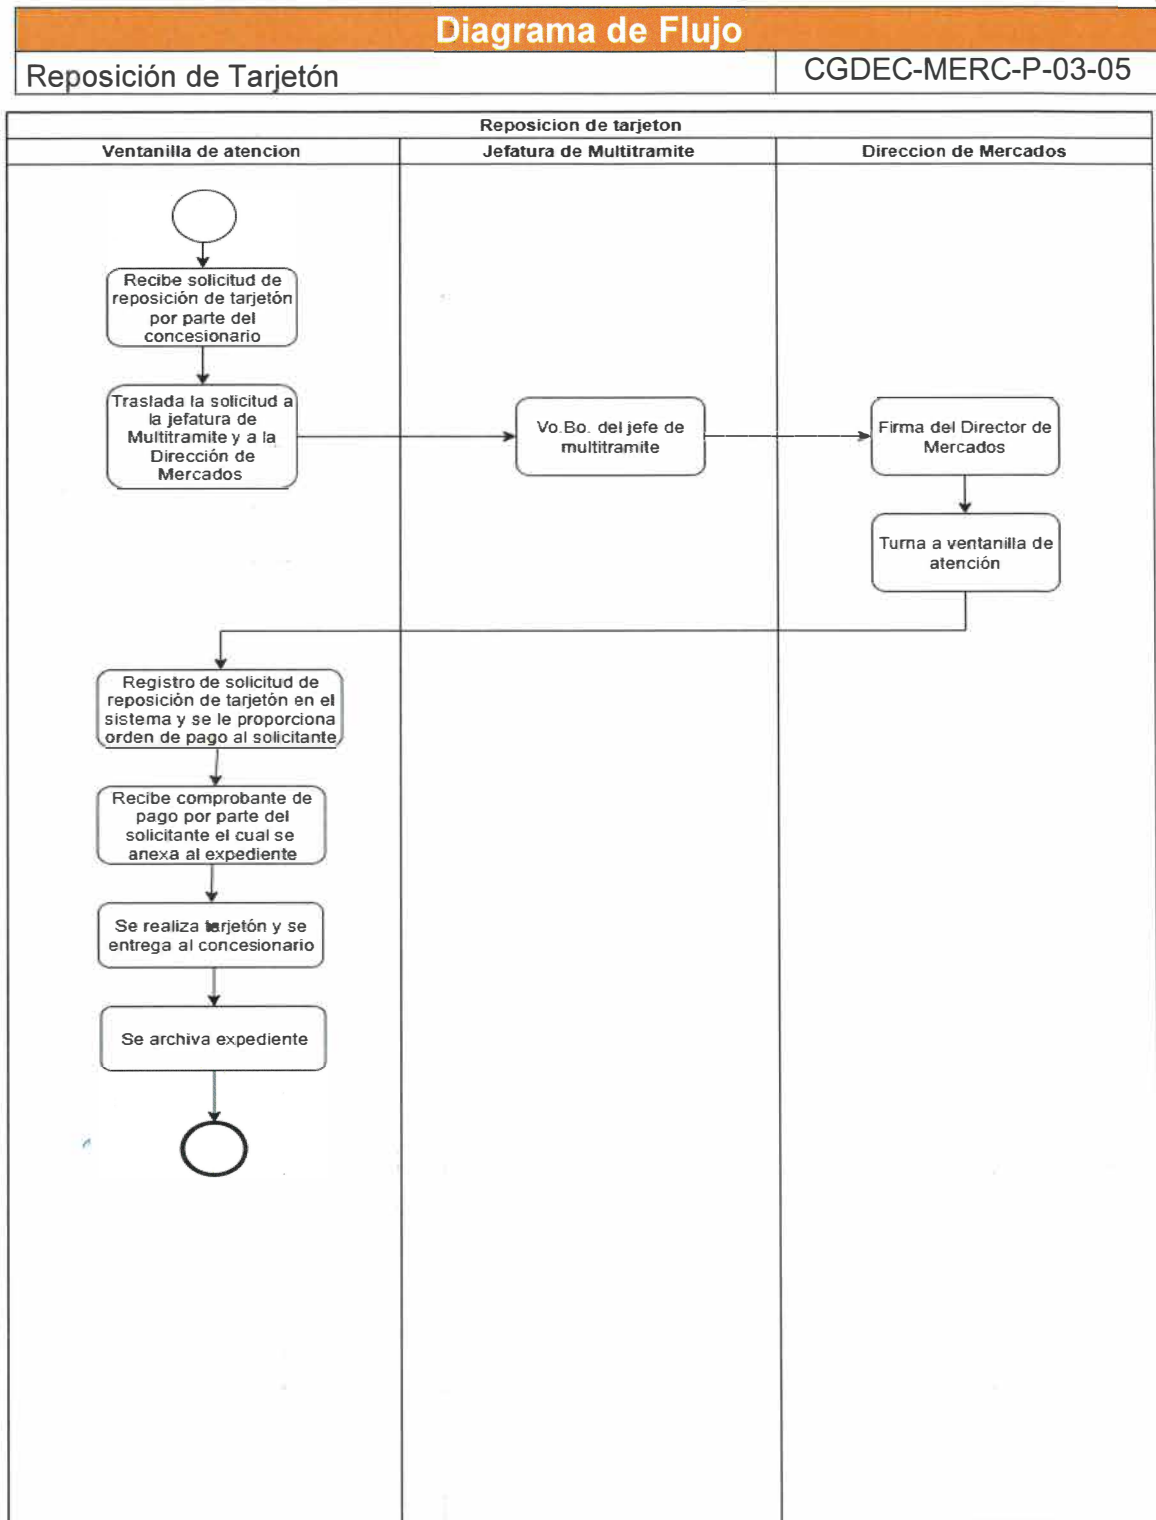 Diagrama de Flujo
Reposición de Tarjetón
CGDEC-MERC-P-03-05
Reposicion de tarjeton
Ventanilla de atencion
Jefatura de Multitramite
Direccion de Mercados
Recibe solicitud de
reposición de tarjetón
por parte del
concesionario
Traslada la solicitud a
la jefatura de
Multitramite y a la
Dirección de
Mercados
Vo.Bo. del jefe de
multitramite
Firma del Director de
Mercados
Turna a ventanilla de
atención
Registro de solicitud de
reposición de tarjetón en el
sistema y se le proporciona
orden de pago al solicitante
Recibe comprobante de
pago por parte del
solicitante el cual se
anexa al expediente
Se realiza tarjetón y se
entrega al concesionario
Se archiva expediente